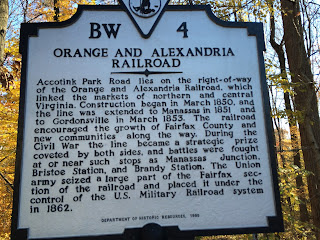 BW 4
ORANGE AND ALEXANDRIA
RAILROAD
Accotink Park Road lies on the right-of-way
of the Orange and Alexandria Railroad, which
linked the markets of northern and central
Virginia. Construction began in March 1850, and
the line was extended to Manassas in 1851 and
to Gordonsville in March 1853. The railroad
encouraged the growth of Fairfax County and
new communities along the way. During the
Civil War the line became a strategic prize
coveted by both sides, and battles were fought
at or near such stops as Manassas Junction,
Bristoe Station, and Brandy Station. The Union
army seized a large part of the Fairfax sec-
tion of the railroad and placed it under the
control of the U.S. Military Railroad system
in 1862.
DEPARTMENT OF HISTORIC RESOURCES,